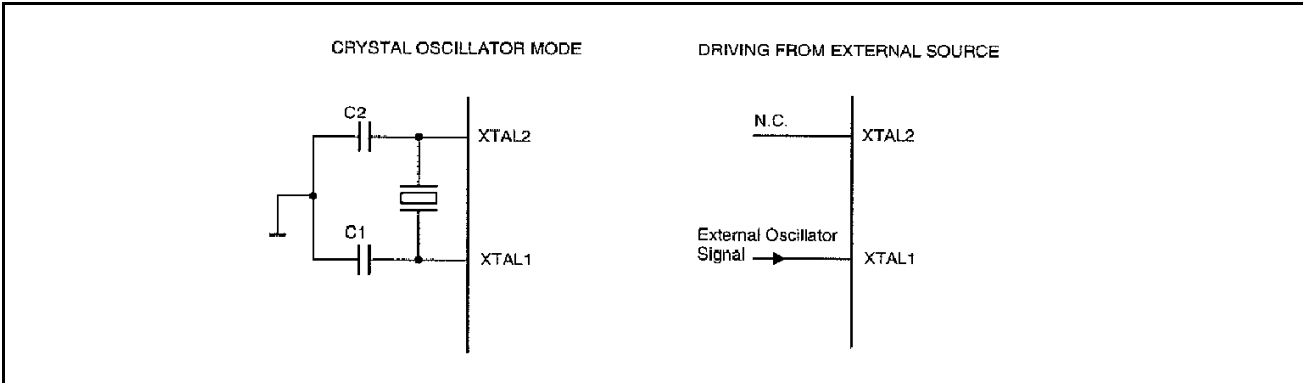 CRYSTAL OSCILLATOR MODE
C2
XTAL2
C1
XTAL1
DRIVING FROM EXTERNAL SOURCE
N.C.
XTAL2
External Oscillator
Signal
XTAL1